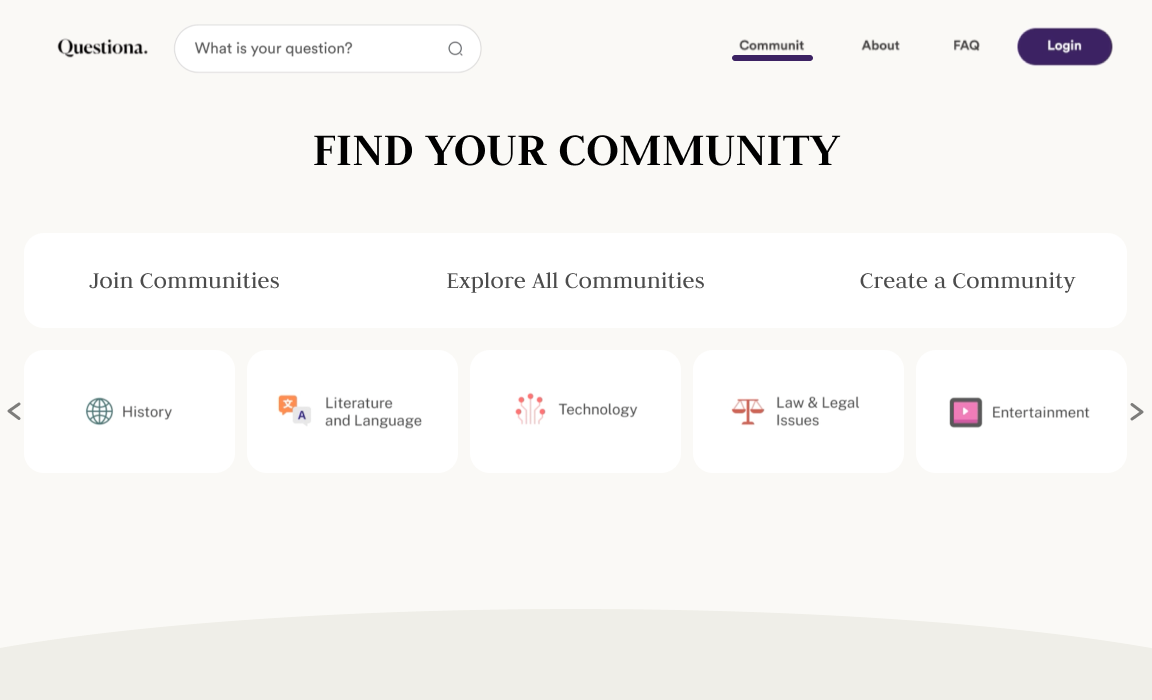 Questiona.
What is your question?
Communit
About
FAQ
Login
FIND YOUR COMMUNITY
Join Communities
Explore All Communities
Create a Community
History
Literature
and Language
Technology
Law & Legal
Issues
Entertainment